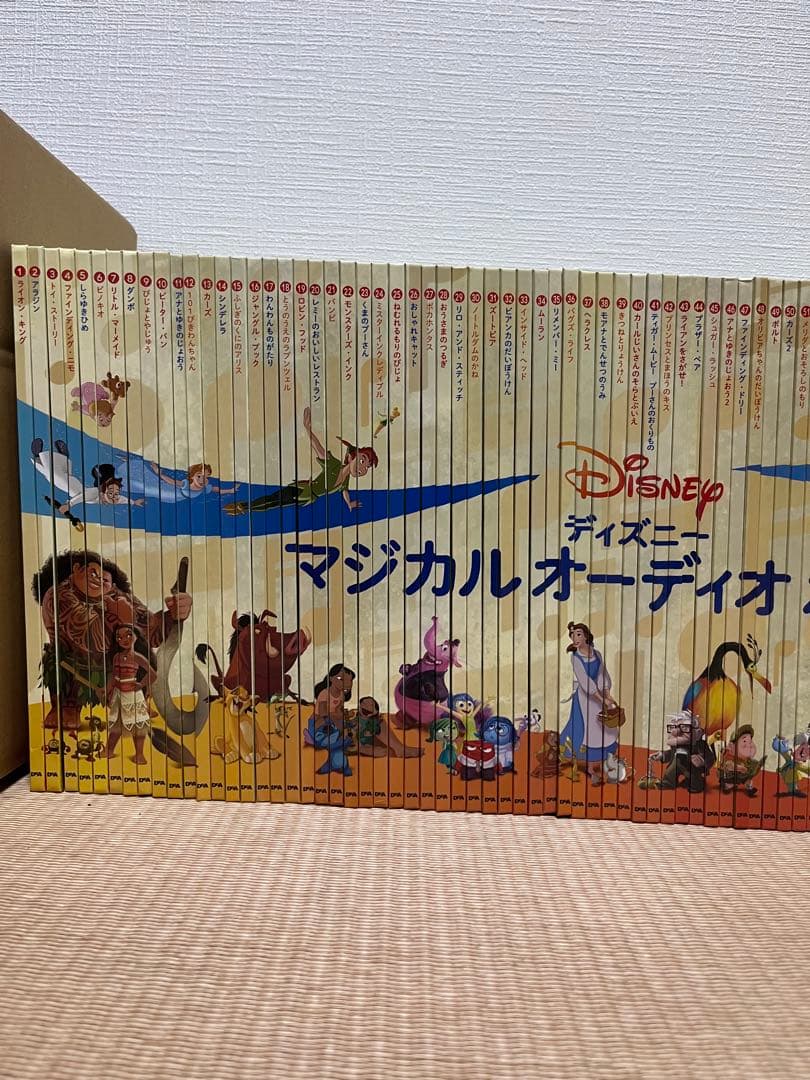 1 ライオン・キング
2 アラジン
3 トイ・ストーリー
4 ファインディング・ニモ
5 しらゆきひめ
6 ピノキオ
7 リトル・マーメイド
8 ダンボ
9 びじょとやじゅう
10 ピーター・パン
11 アナとゆきのじょおう
12 101ぴきわんちゃん
13 カーズ
14 シンデレラ
15 ふしぎのくにのアリス
16 ジャングル・ブック
17 わんわんものがたり
18 とうのうえのラプンツェル
19 ロビン・フッド
20 レミーのおいしいレストラン
21 バンビ
22 モンスターズ・インク
23 くまのプーさん
24 ミスター・インクレディブル
25 ねむれるもりのびじょ
26 おしゃれキャット
27 ポカホンタス
28 おうさまのつるぎ
29 リロ・アンド・スティッチ
30 ノートルダムのかね
31 ズートピア
32 ビアンカのだいぼうけん
33 インサイド・ヘッド
34 ムーラン
35 リメンバー・ミー
36 バグズ・ライフ
37 ヘラクレス
38 モアナとでんせつのうみ
39 きつねとりょうけん
40 カールじいさんのそらとぶいえ
41 ティガー・ムービー プーさんのおくりもの
42 プリンセスとまほうのキス
43 ライアンをさがせ!
44 ブラザー・ベア
45 シュガー・ラッシュ
46 アナとゆきのじょおう2
47 ファインディング・ドリー
48 オリビアちゃんのだいぼうけん
49 ボルト
50 カーズ2
51 メリダとおそろしのもり
DISNEY
ディズニー
マジカルオーディオ